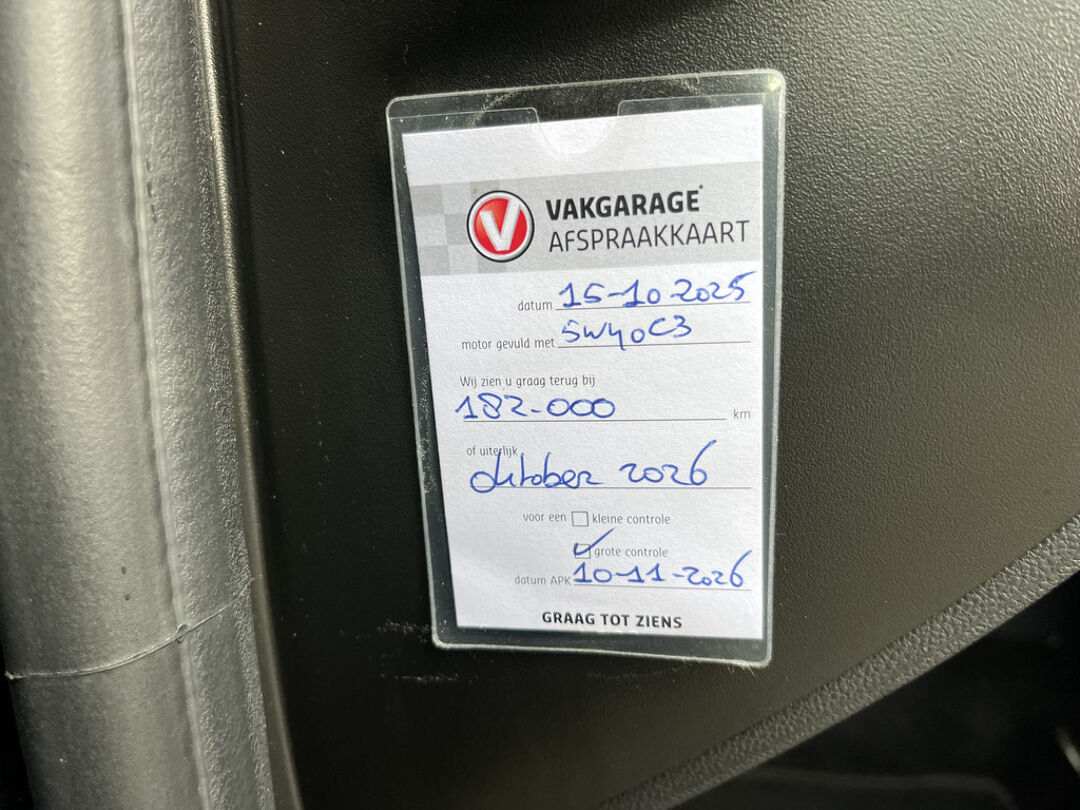 V VAKGARAGE
AFSPRAAKKAART
datum 15-10-2025
motor gevuld met 5W40C3
Wij zien u graag terug bij
182-000 km
of uiterlijk
oktober 2026
voor een kleine controle
grote controle
datum APK 10-11-2026
GRAAG TOT ZIENS